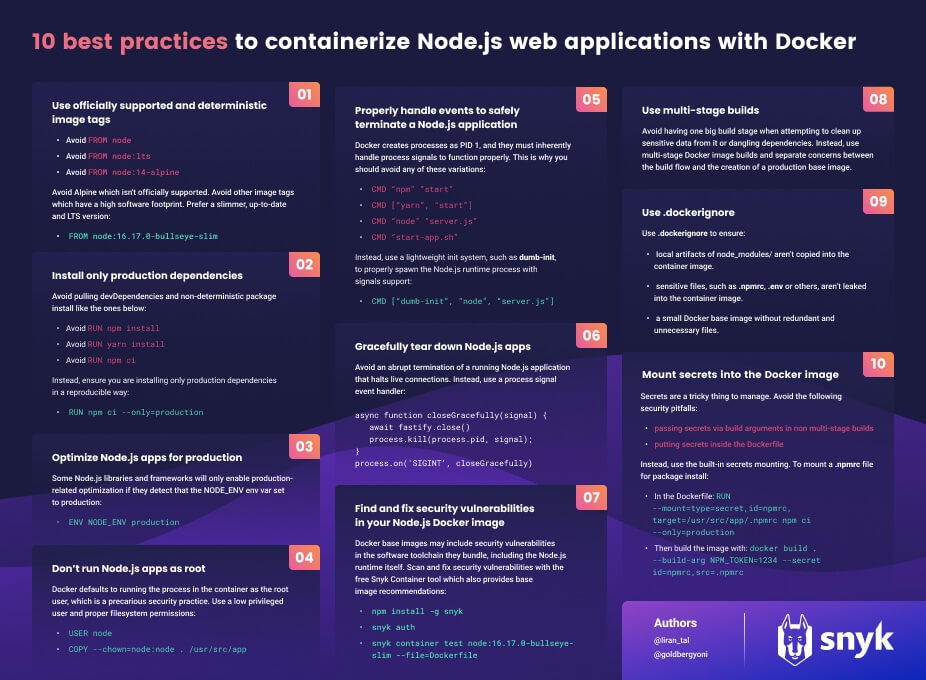 10 best practices to containerize Node.js web applications with Docker
01
Use officially supported and deterministic
image tags
• Avoid FROM node
• Avoid FROM node:lts
• Avoid FROM node:14-alpine
Avoid Alpine which isn't officially supported. Avoid other image tags
which have a high software footprint. Prefer a slimmer, up-to-date
and LTS version:
• FROM node:16.17.0-bullseye-slim
02
Install only production dependencies
Avoid pulling devDependencies and non-deterministic package
install like the ones below:
• Avoid RUN npm install
• Avoid RUN yarn install
• Avoid RUN npm ci
Instead, ensure you are installing only production dependencies
in a reproducible way:
• RUN npm ci --only=production
03
Optimize Node.js apps for production
Some Node.js libraries and frameworks will only enable production-
related optimization if they detect that the NODE_ENV env var set
to production:
• ENV NODE_ENV production
04
Don't run Node.js apps as root
Docker defaults to running the process in the container as the root
user, which is a precarious security practice. Use a low privileged
user and proper filesystem permissions:
• USER node
• COPY --chown=node:node . /usr/src/app
05
Properly handle events to safely
terminate a Node.js application
Docker creates processes as PID 1, and they must inherently
handle process signals to function properly. This is why you
should avoid any of these variations:
• CMD “npm” “start”
• CMD [“yarn”, “start”]
• CMD “node” “server.js”
• CMD “start-app.sh”
Instead, use a lightweight init system, such as dumb-init,
to properly spawn the Node.js runtime process with
signals support:
• CMD [“dumb-init”, “node”, “server.js”]
06
Gracefully tear down Node.js apps
Avoid an abrupt termination of a running Node.js application
that halts live connections. Instead, use a process signal
event handler:
async function closeGracefully(signal) {
await fastify.close()
process.kill(process.pid, signal);
}
process.on('SIGINT', closeGracefully)
07
Find and fix security vulnerabilities
in your Node.js Docker image
Docker base images may include security vulnerabilities
in the software toolchain they bundle, including the Node.js
runtime itself. Scan and fix security vulnerabilities with the
free Snyk Container tool which also provides base
image recommendations:
• npm install -g snyk
• snyk auth
• snyk container test node:16.17.0-bullseye-
slim --file=Dockerfile
08
Use multi-stage builds
Avoid having one big build stage when attempting to clean up
sensitive data from it or dangling dependencies. Instead, use
multi-stage Docker image builds and separate concerns between
the build flow and the creation of a production base image.
09
Use .dockerignore
Use .dockerignore to ensure:
• local artifacts of node_modules/ aren't copied into the
container image.
• sensitive files, such as .npmrc, .env or others, aren't leaked
into the container image.
• a small Docker base image without redundant and
unnecessary files.
10
Mount secrets into the Docker image
Secrets are a tricky thing to manage. Avoid the following
security pitfalls:
• passing secrets via build arguments in non multi-stage builds
• putting secrets inside the Dockerfile
Instead, use the built-in secrets mounting. To mount a .npmrc file
for package install:
• In the Dockerfile: RUN
--mount=type=secret,id=npmrc,
target=/usr/src/app/.npmrc npm ci
--only=production
• Then build the image with: docker build .
--build-arg NPM_TOKEN=1234 --secret
id=npmrc,src=.npmrc
Authors
@liran_tal
@goldbergyoni
snyk